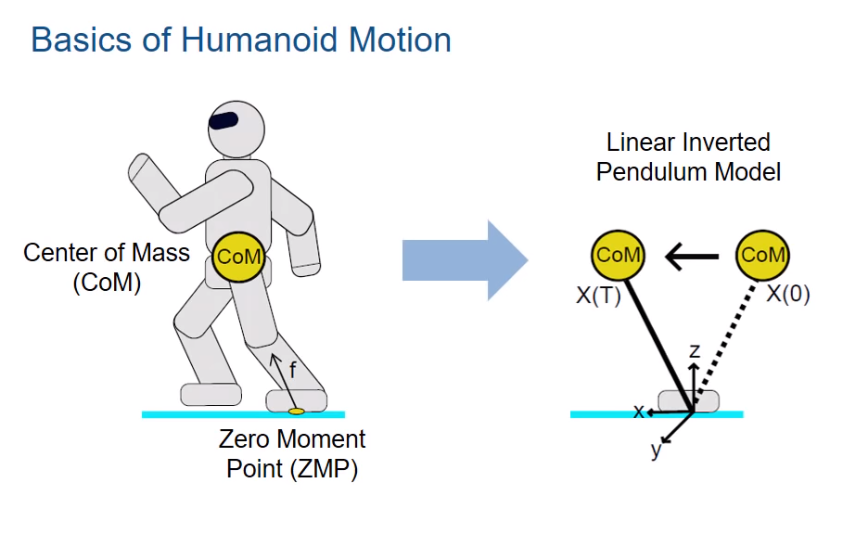 Basics of Humanoid Motion
Linear Inverted
Pendulum Model
Center of Mass
(CoM)
CoM
f
Zero Moment
Point (ZMP)
CoM
CoM
X(T)
X(0)
z
x
y